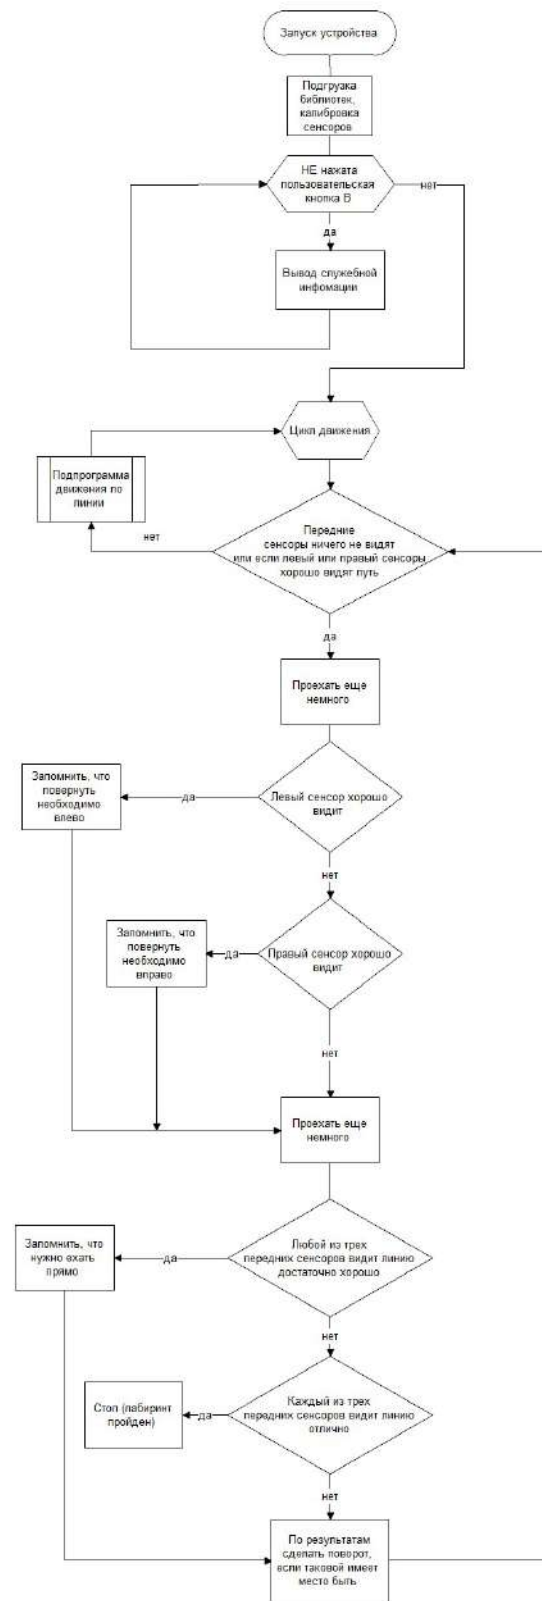 Запуск устройства
Подгрузка
библиотек,
калибровка
сенсоров
НЕ нажата
пользовательская
кнопка B
нет
да
Вывод служебной
инфомации
Цикл движения
Подпрограмма
движения по
линии
нет
Передние
сенсоры ничего не видят
или если левый или правый сенсоры
хорошо видят путь
да
Проехать еще
немного
Запомнить, что
повернуть
необходимо
влево
да
Левый сенсор хорошо
видит
нет
Запомнить, что
повернуть
необходимо
вправо
да
Правый сенсор хорошо
видит
нет
Проехать еще
немного
Запомнить, что
нужно ехать
прямо
да
Любой из трех
передних сенсоров видит линию
достаточно хорошо
нет
Стоп (лабиринт
пройден)
да
Каждый из трех
передних сенсоров видит линию
отлично
нет
По результатам
сделать поворот,
если таковой имеет
место быть